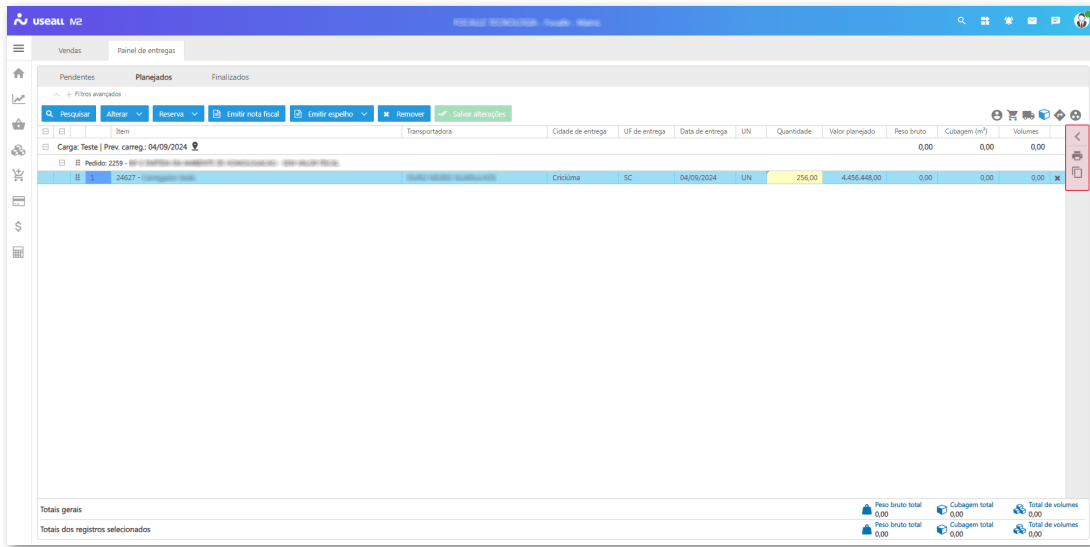 useall M2
Vendas Painel de entregas
Pendentes Planejados Finalizados
Filtros avançados
Pesquisar Alterar Reserva Emitir nota fiscal Emitir espelho Remover Salvar alterações
Item Transportadora Cidade de entrega UF de entrega Data de entrega UN Quantidade Valor planejado Peso bruto Cubagem (m³) Volumes
Carga: Teste | Prev. carreg.: 04/09/2024 0,00 0,00 0,00
Pedido: 2259 -
1 24627 - Criciúma SC 04/09/2024 UN 256,00 4.456.448,00 0,00 0,00 0,00
Totais gerais Peso bruto total 0,00 Cubagem total 0,00 Total de volumes 0,00
Totais dos registros selecionados Peso bruto total 0,00 Cubagem total 0,00 Total de volumes 0,00